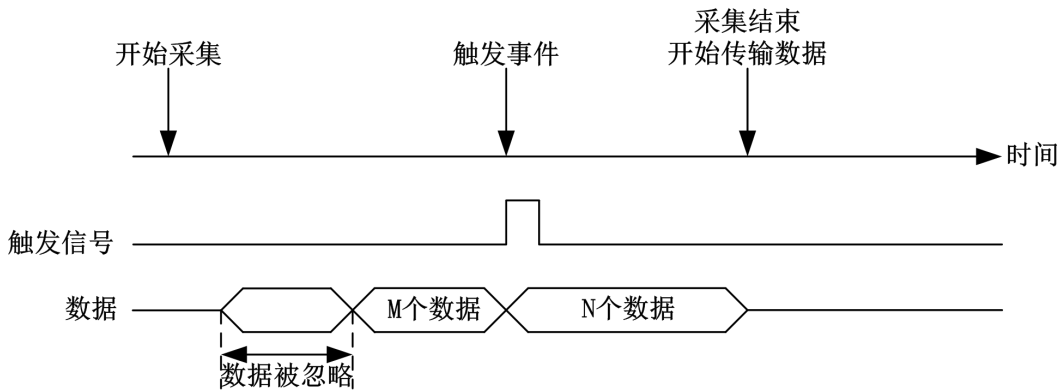 采集结束
开始采集
触发事件
开始传输数据
时间
触发信号
数据
M个数据
N个数据
数据被忽略